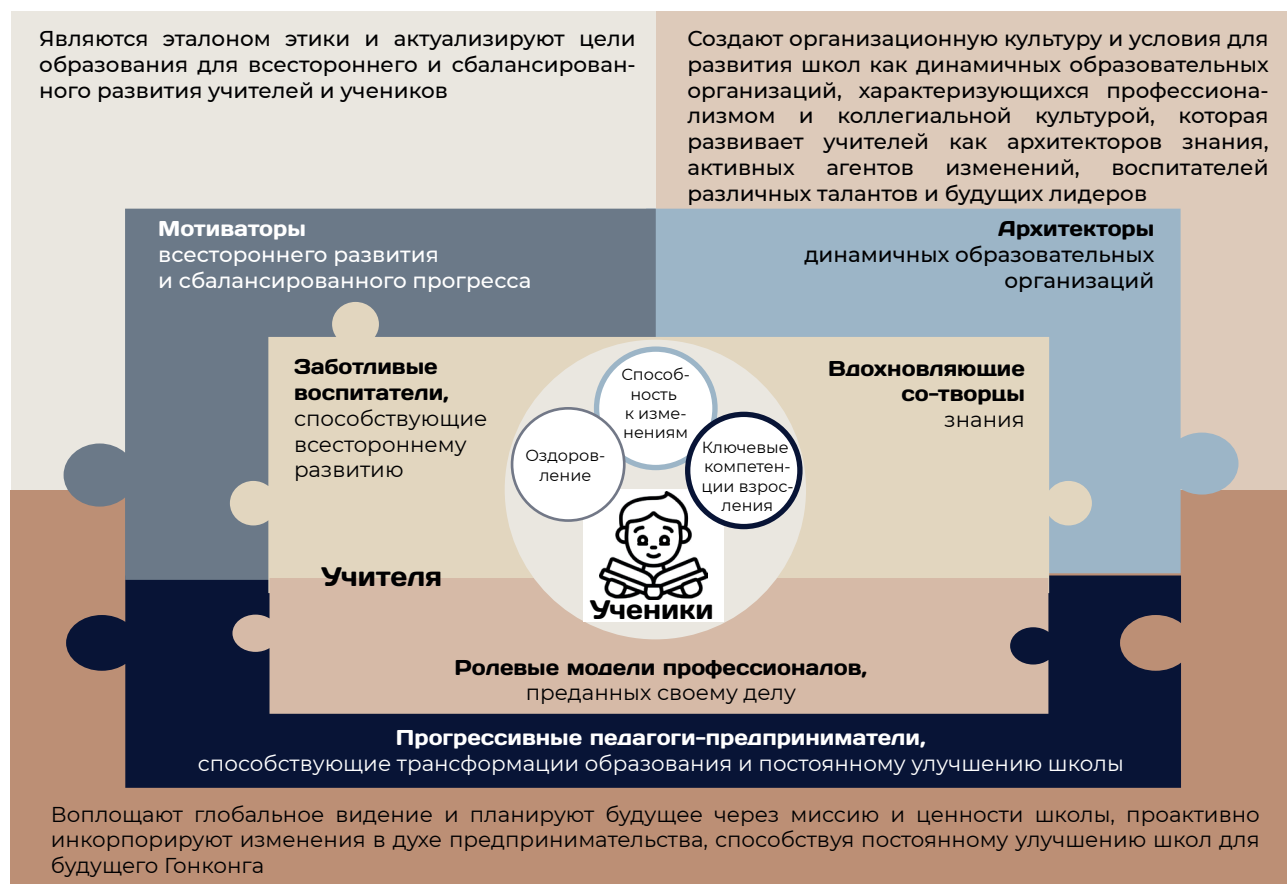 Являются эталоном этики и актуализируют цели
образования для всестороннего и сбалансирован-
ного развития учителей и учеников
Создают организационную культуру и условия для
развития школ как динамичных образовательных
организаций, характеризующихся профессиона-
лизмом и коллегиальной культурой, которая
развивает учителей как архитекторов знания,
активных агентов изменений, воспитателей
различных талантов и будущих лидеров
Мотиваторы
всестороннего развития
и сбалансированного прогресса
Архитекторы
динамичных образовательных
организаций
Заботливые
воспитатели,
способствующие
всестороннему
развитию
Способ-
ность
к изме-
нениям
Оздоров-
ление
Ключевые
компетен-
ции взрос-
ления
Вдохновляющие
со-творцы
знания
Учителя
Ученики
Ролевые модели профессионалов,
преданных своему делу
Прогрессивные педагоги-предприниматели,
способствующие трансформации образования и постоянному улучшению школы
Воплощают глобальное видение и планируют будущее через миссию и ценности школы, проактивно
инкорпорируют изменения в духе предпринимательства, способствуя постоянному улучшению школ для
будущего Гонконга